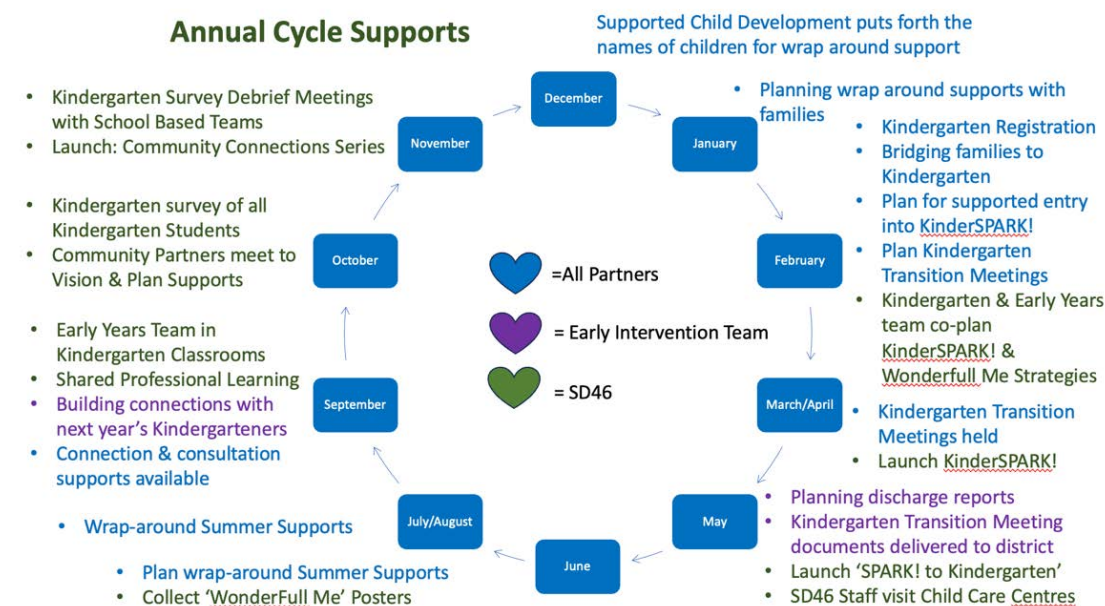 Annual Cycle Supports
Supported Child Development puts forth the
names of children for wrap around support
December
• Planning wrap around supports with
families
January
• Kindergarten Registration
• Bridging families to
Kindergarten
• Plan for supported entry
into KinderSPARK!
• Plan Kindergarten
Transition Meetings
• Kindergarten & Early Years
team co-plan
KinderSPARK! &
Wonderfull Me Strategies
February
• Kindergarten Transition
Meetings held
• Launch KinderSPARK!
March/April
• Planning discharge reports
• Kindergarten Transition Meeting
documents delivered to district
• Launch ‘SPARK! to Kindergarten’
• SD46 Staff visit Child Care Centres
May
June
• Plan wrap-around Summer Supports
• Collect ‘WonderFull Me’ Posters
July/August
• Wrap-around Summer Supports
September
• Early Years Team in
Kindergarten Classrooms
• Shared Professional Learning
• Building connections with
next year’s Kindergarteners
• Connection & consultation
supports available
October
• Kindergarten survey of all
Kindergarten Students
• Community Partners meet to
Vision & Plan Supports
November
• Kindergarten Survey Debrief Meetings
with School Based Teams
• Launch: Community Connections Series
=All Partners
= Early Intervention Team
= SD46